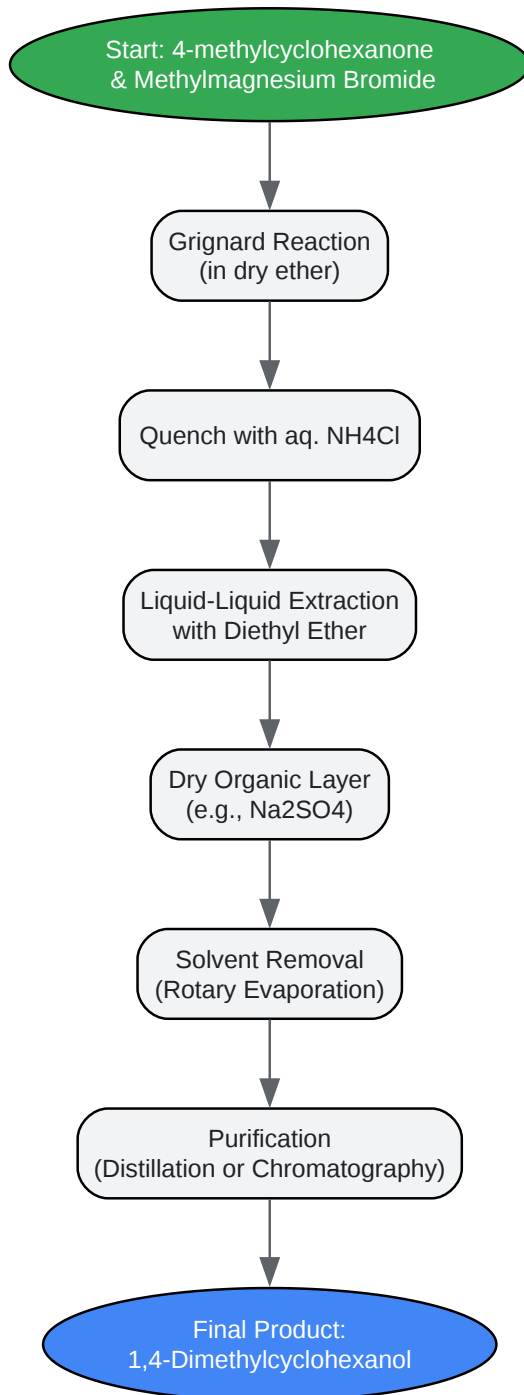 Start: 4-methylcyclohexanone
& Methylmagnesium Bromide
Grignard Reaction
(in dry ether)
Quench with aq. NH4Cl
Liquid-Liquid Extraction
with Diethyl Ether
Dry Organic Layer
(e.g., Na2SO4)
Solvent Removal
(Rotary Evaporation)
Purification
(Distillation or Chromatography)
Final Product:
1,4-Dimethylcyclohexanol